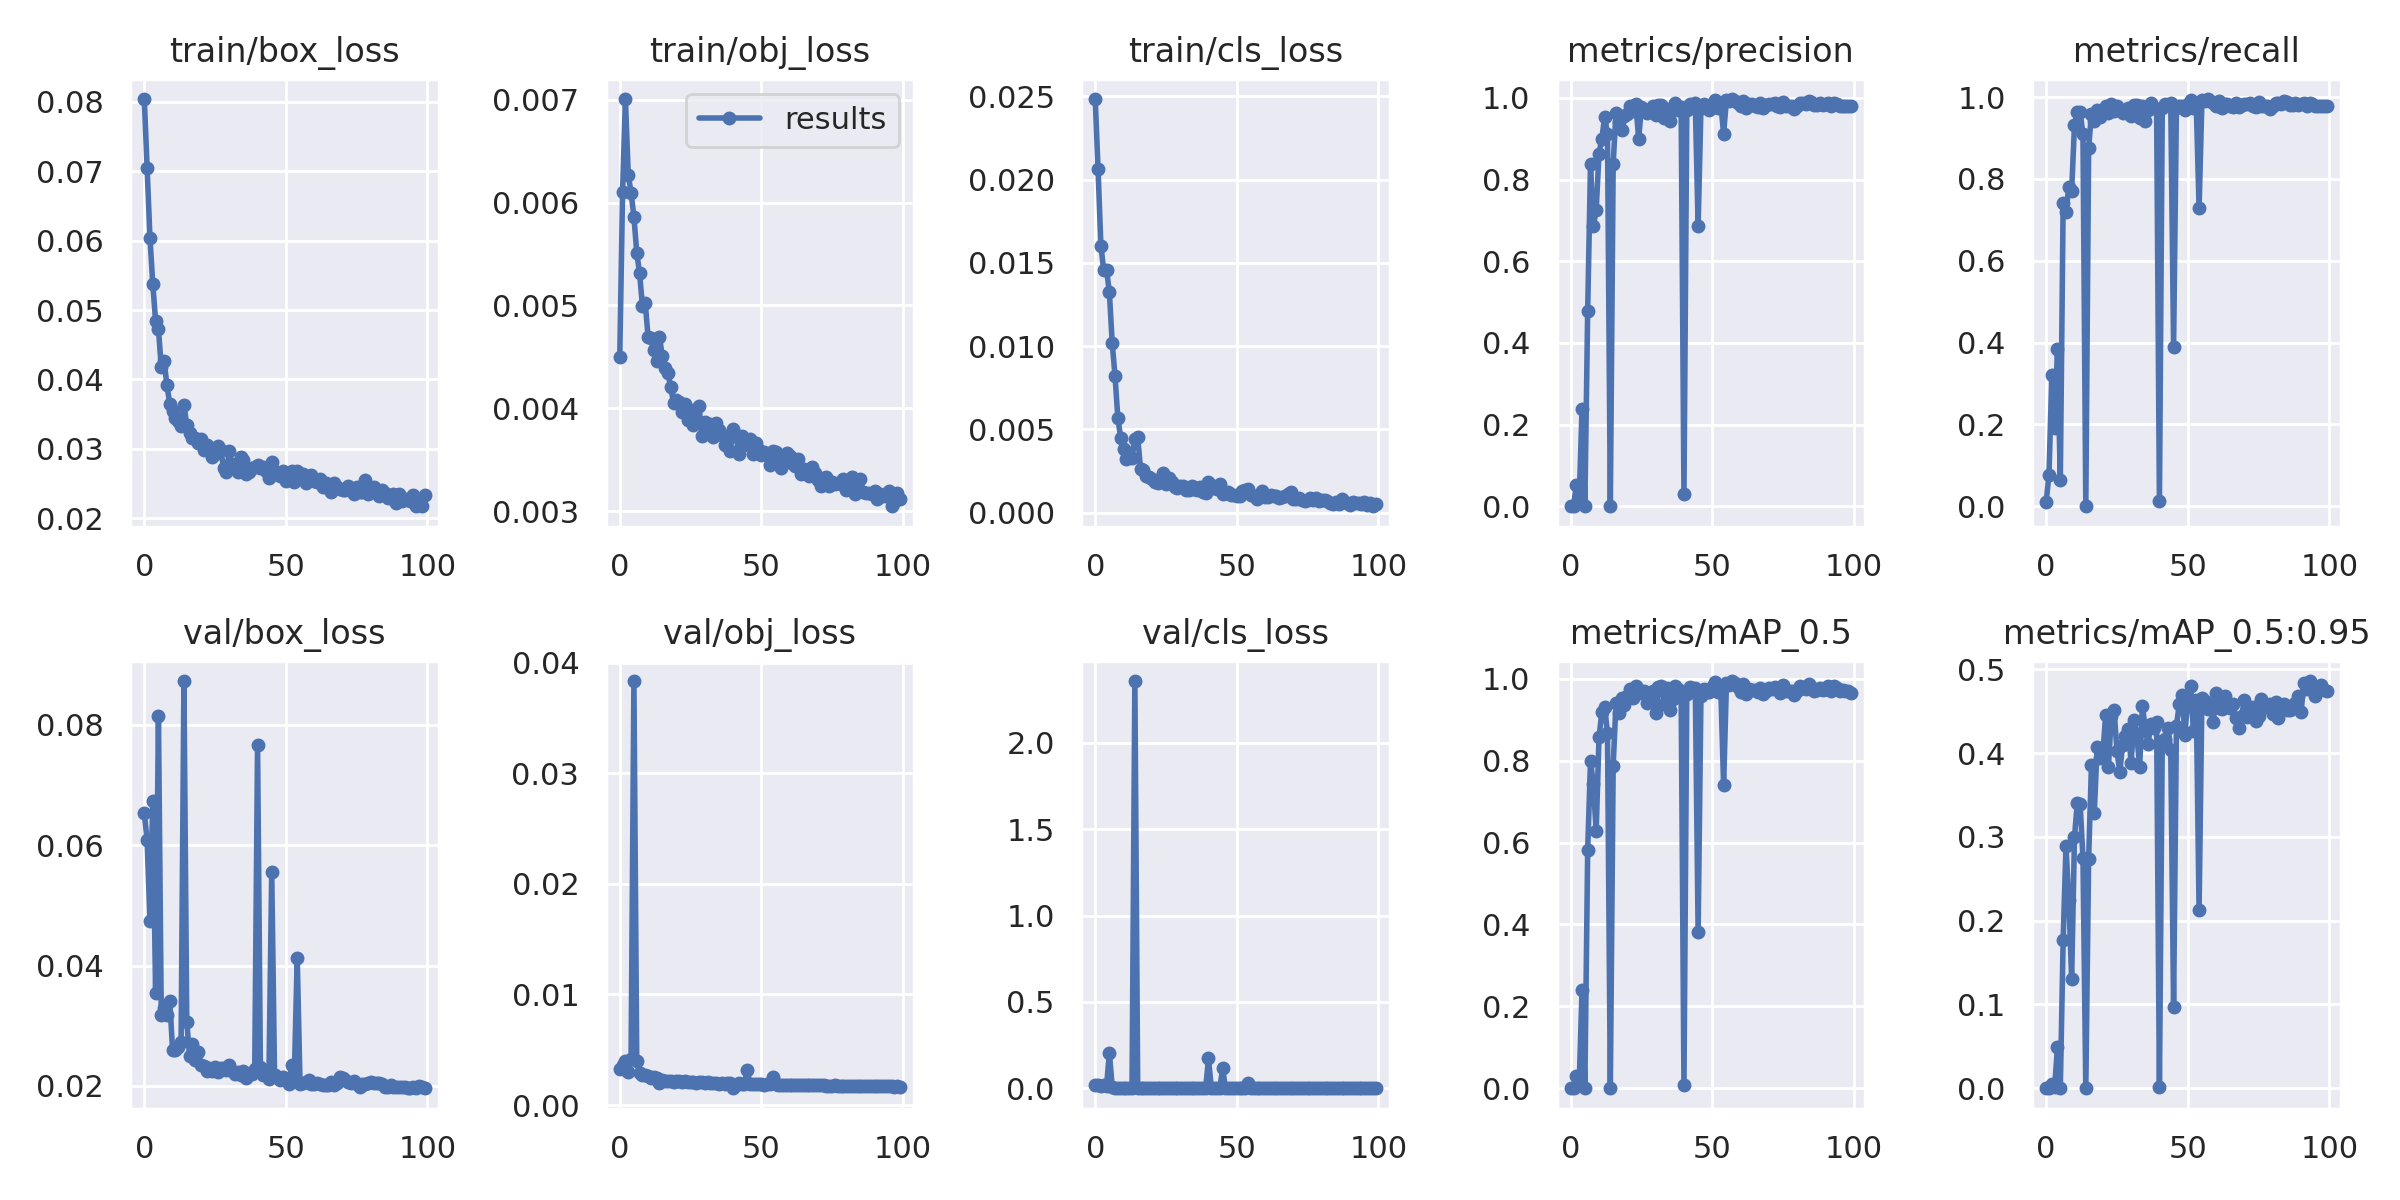 train/box_loss
0.08
0.07
0.06
0.05
0.04
0.03
0.02
0 50 100
train/obj_loss
results
0.007
0.006
0.005
0.004
0.003
0 50 100
train/cls_loss
0.025
0.020
0.015
0.010
0.005
0.000
0 50 100
metrics/precision
1.0
0.8
0.6
0.4
0.2
0.0
0 50 100
metrics/recall
1.0
0.8
0.6
0.4
0.2
0.0
0 50 100
val/box_loss
0.08
0.06
0.04
0.02
0 50 100
val/obj_loss
0.04
0.03
0.02
0.01
0.00
0 50 100
val/cls_loss
2.0
1.5
1.0
0.5
0.0
0 50 100
metrics/mAP_0.5
1.0
0.8
0.6
0.4
0.2
0.0
0 50 100
metrics/mAP_0.5:0.95
0.5
0.4
0.3
0.2
0.1
0.0
0 50 100